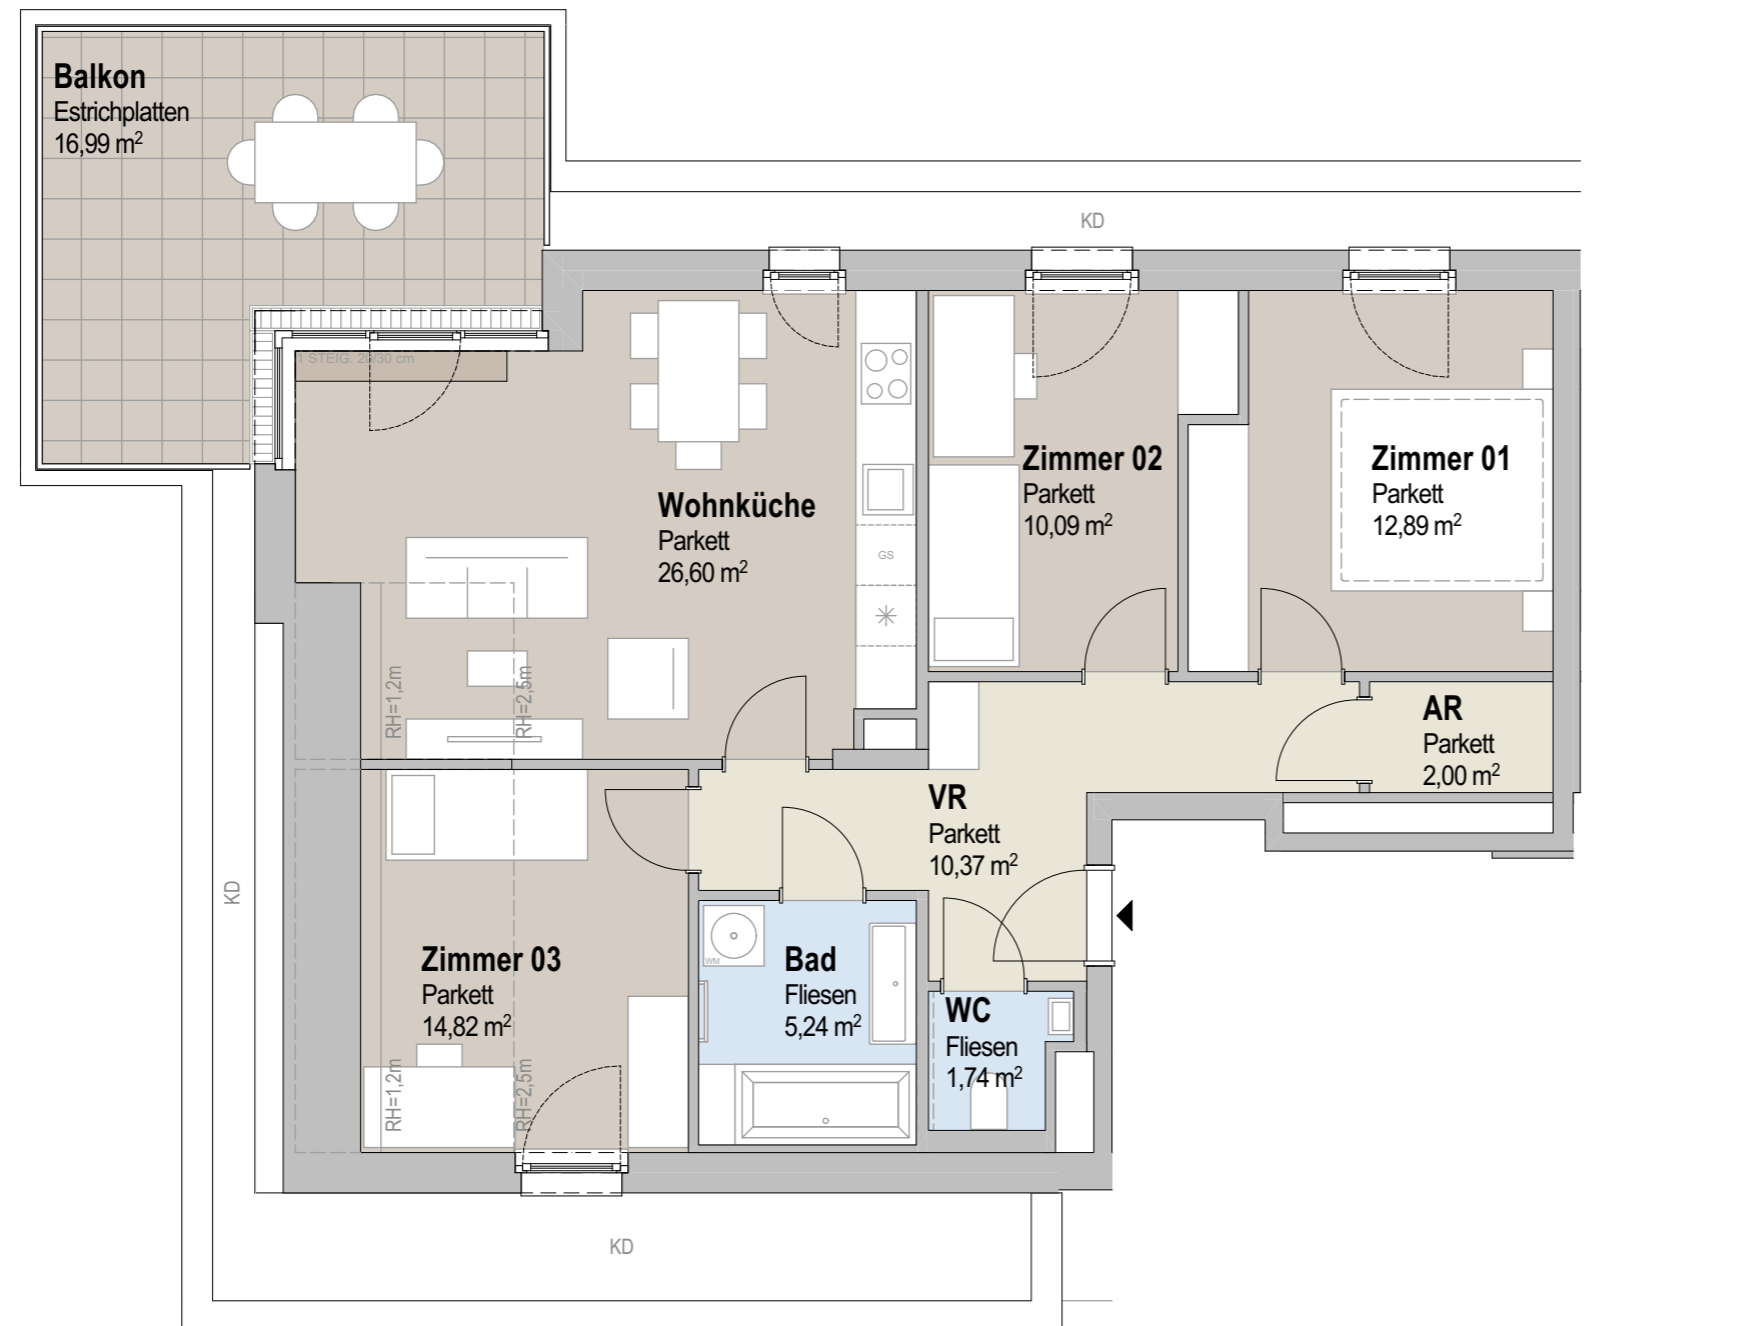 Balkon
Estrichplatten
16,99 m²
KD
1 STEIG. 20/30 cm
Wohnküche
Parkett
26,60 m²
GS
Zimmer 02
Parkett
10,09 m²
Zimmer 01
Parkett
12,89 m²
RH=1,2m
RH=2,5m
AR
Parkett
2,00 m²
VR
Parkett
10,37 m²
KD
Zimmer 03
Parkett
14,82 m²
WM
Bad
Fliesen
5,24 m²
WC
Fliesen
1,74 m²
RH=1,2m
RH=2,5m
KD